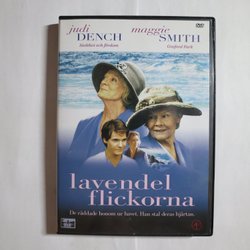 judi
DENCH
maggie
SMITH
DVD
lavendel
flickorna
De räddade honom ur havet. Han stal deras hjärtan.